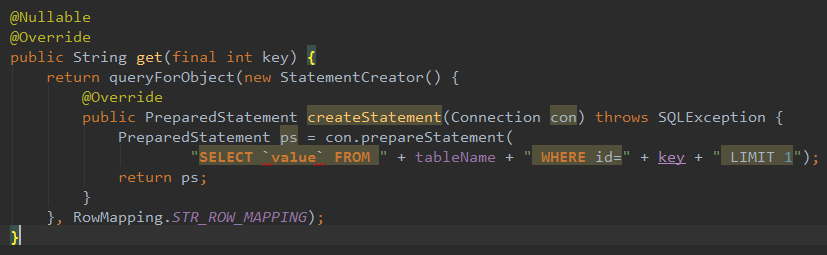 @Nullable
@Override
public String get(final int key) {
    return queryForObject(new StatementCreator() {
        @Override
        public PreparedStatement createStatement(Connection con) throws SQLException {
            PreparedStatement ps = con.prepareStatement(
                    "SELECT `value` FROM " + tableName + " WHERE id=" + key + " LIMIT 1");
            return ps;
        }
    }, RowMapping.STR_ROW_MAPPING);
}